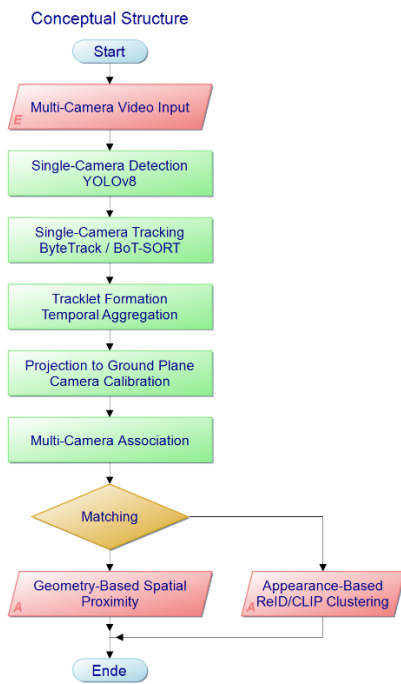 Conceptual Structure
Start
Multi-Camera Video Input
E
Single-Camera Detection
YOLOv8
Single-Camera Tracking
ByteTrack / BoT-SORT
Tracklet Formation
Temporal Aggregation
Projection to Ground Plane
Camera Calibration
Multi-Camera Association
Matching
Geometry-Based Spatial
Proximity
A
Appearance-Based
ReID/CLIP Clustering
A
Ende